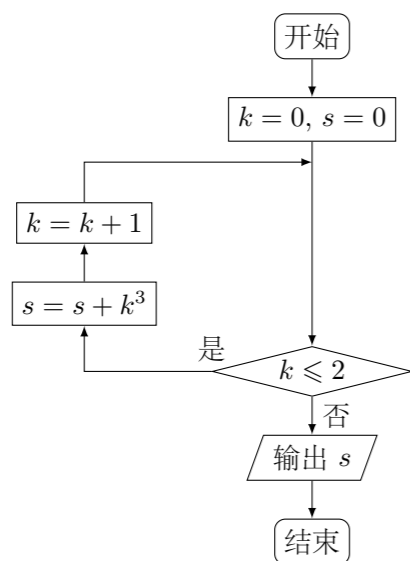 开始
k = 0, s = 0
k = k + 1
s = s + k³
是
k ⩽ 2
否
输出 s
结束